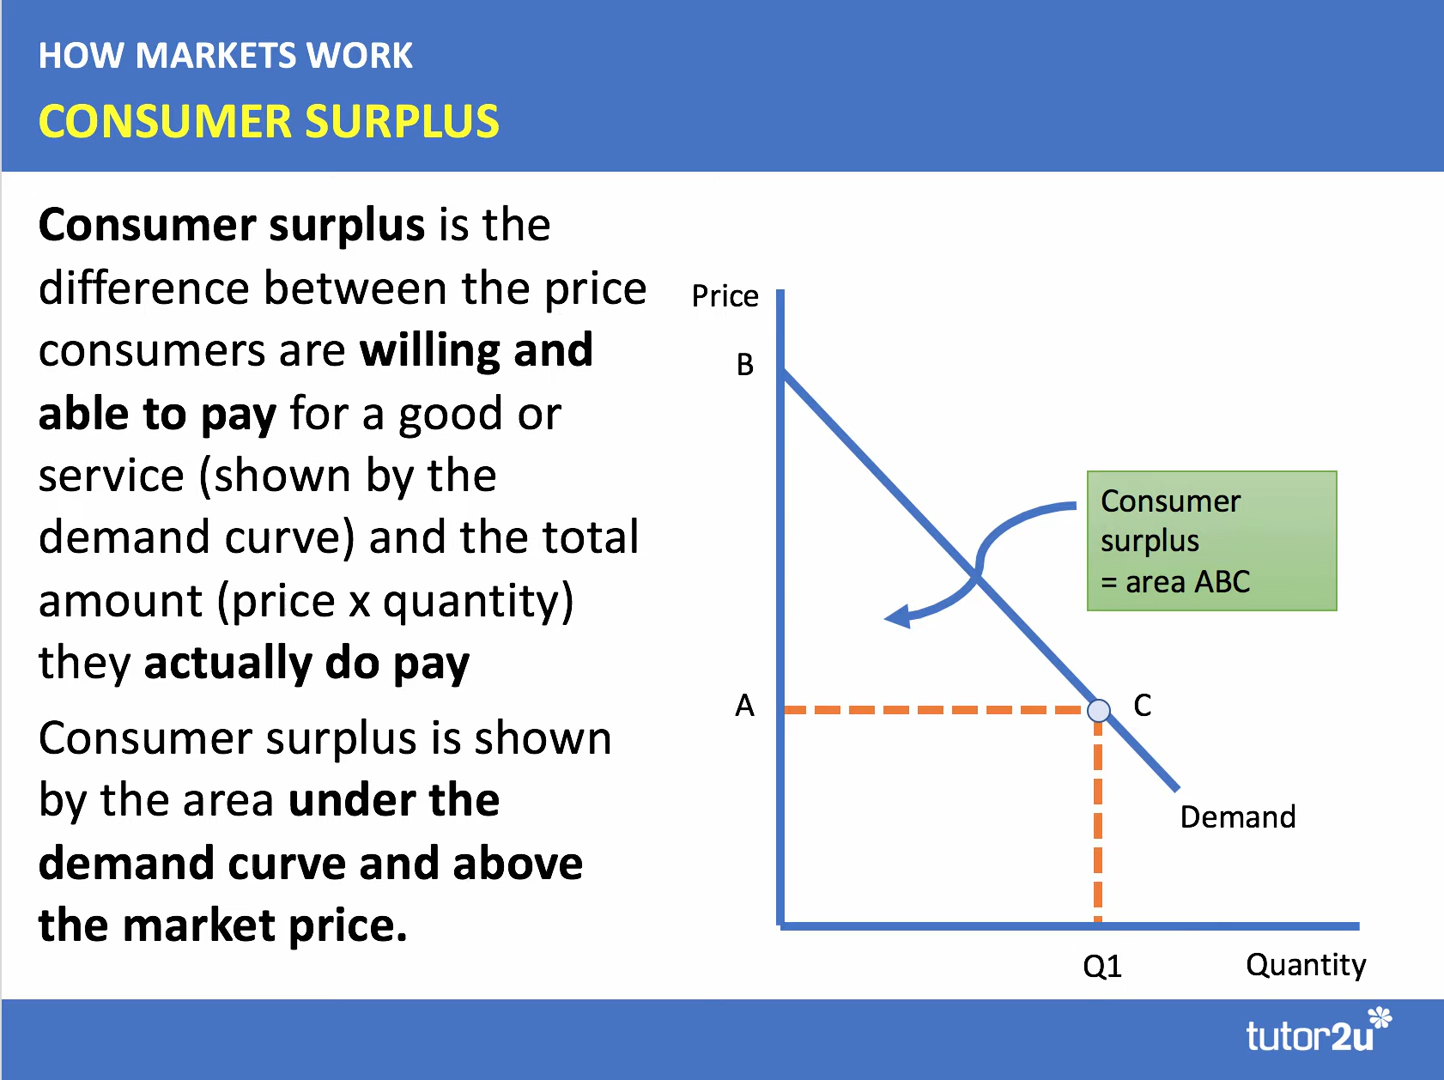 HOW MARKETS WORK
CONSUMER SURPLUS
Consumer surplus is the
difference between the price
consumers are willing and
able to pay for a good or
service (shown by the
demand curve) and the total
amount (price x quantity)
they actually do pay
Consumer surplus is shown
by the area under the
demand curve and above
the market price.
Price
B
Consumer
surplus
= area ABC
A
C
Demand
Q1
Quantity
tutor2u